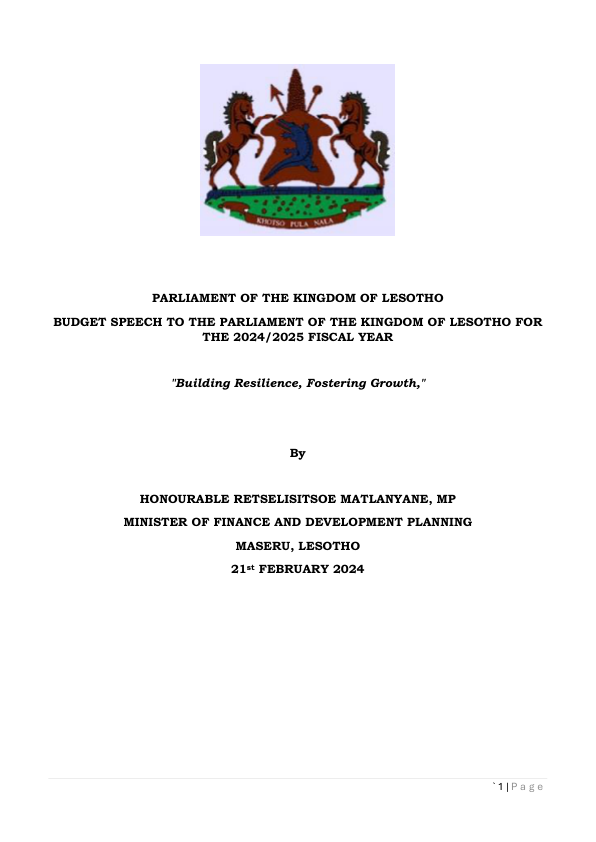 KHOTSO PULA NALA
PARLIAMENT OF THE KINGDOM OF LESOTHO
BUDGET SPEECH TO THE PARLIAMENT OF THE KINGDOM OF LESOTHO FOR
THE 2024/2025 FISCAL YEAR
"Building Resilience, Fostering Growth,"
By
HONOURABLE RETSELISITSOE MATLANYANE, MP
MINISTER OF FINANCE AND DEVELOPMENT PLANNING
MASERU, LESOTHO
21st FEBRUARY 2024
`1|Page